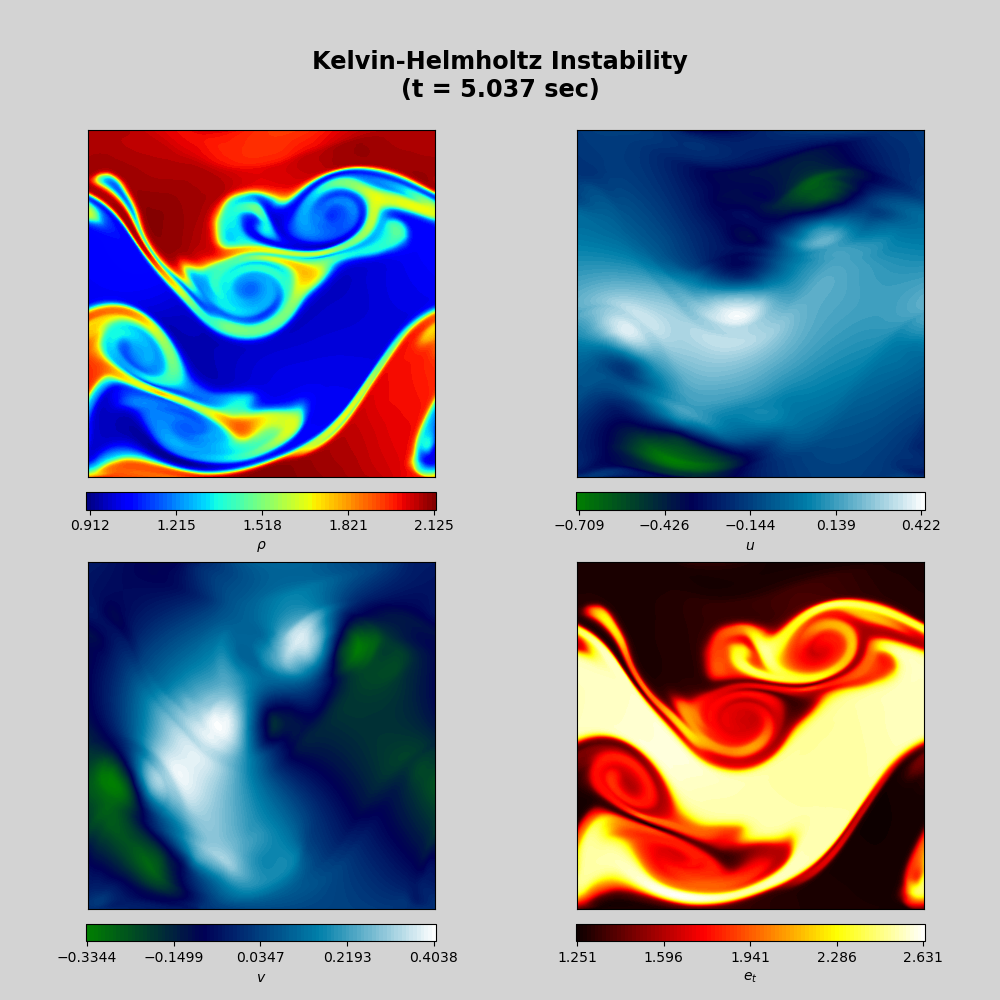 Kelvin-Helmholtz Instability
(t = 5.037 sec)
0.912 1.215 1.518 1.821 2.125
ρ
−0.709 −0.426 −0.144 0.139 0.422
u
−0.3344 −0.1499 0.0347 0.2193 0.4038
v
1.251 1.596 1.941 2.286 2.631
e_t